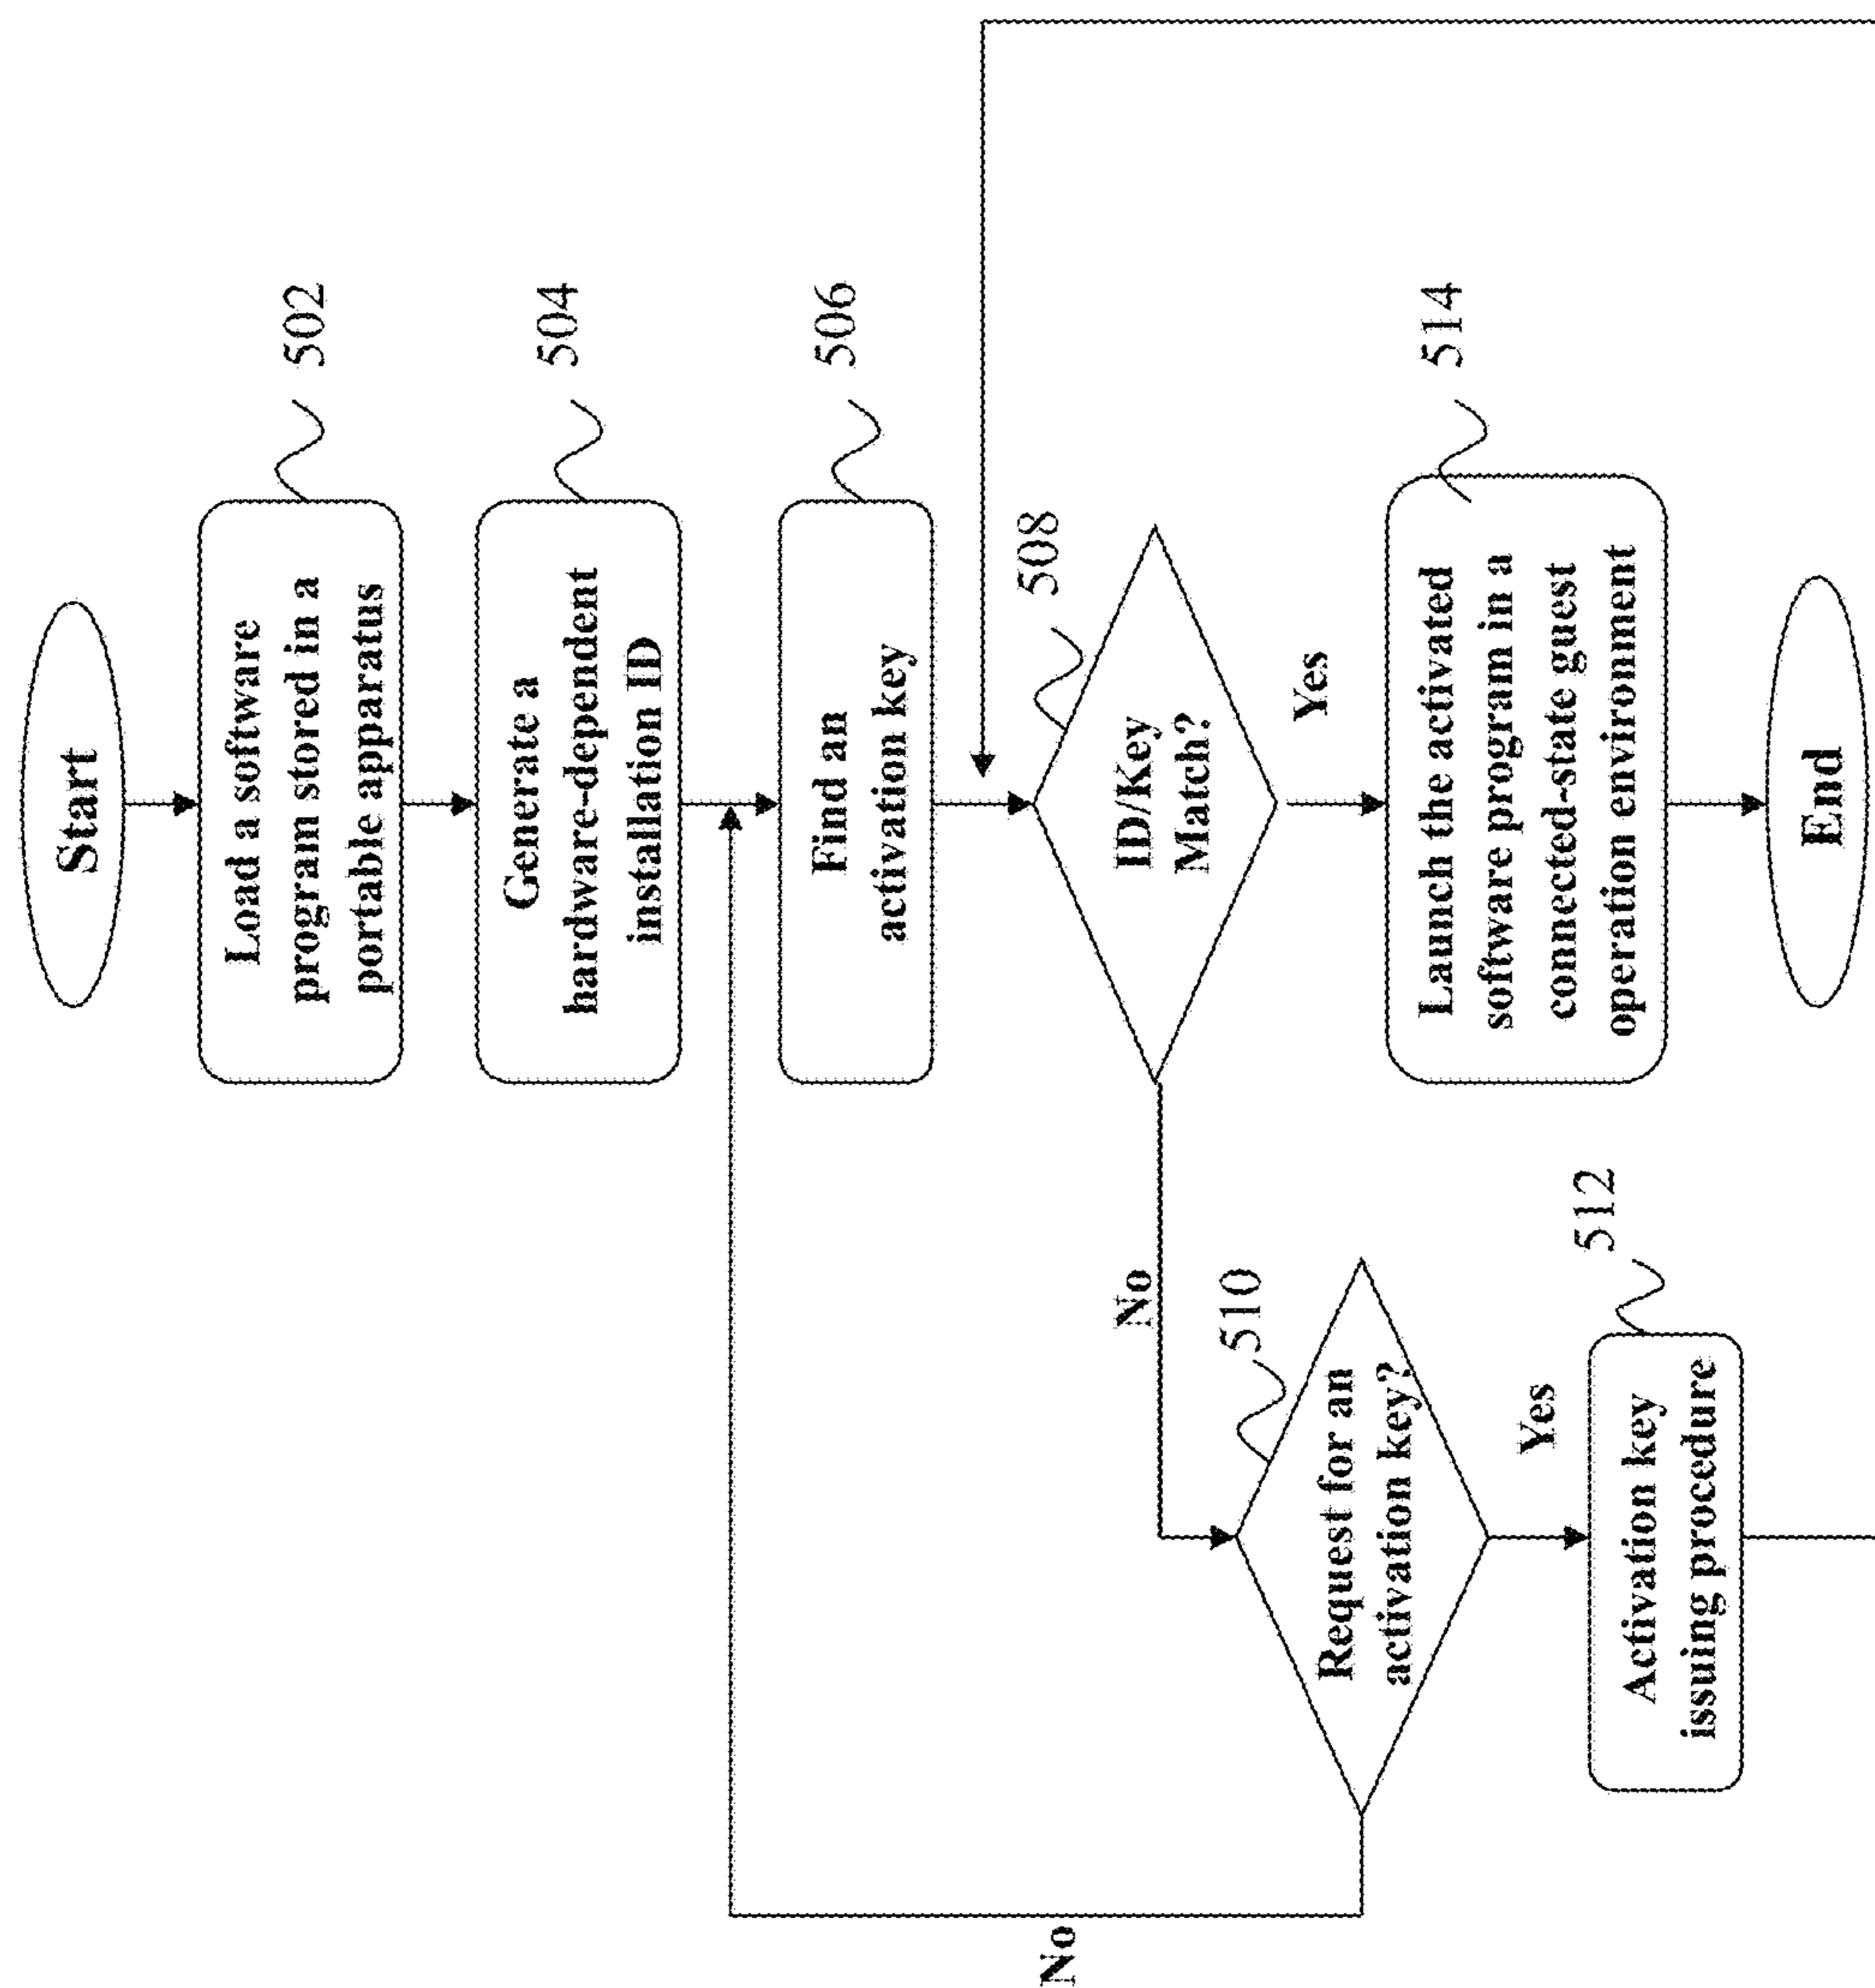 Start
Load a software
program stored in a
portable apparatus
502
Generate a
hardware-dependent
installation ID
504
Find an
activation key
506
ID/Key
Match?
508
No
Yes
Request for an
activation key?
510
No
Yes
Activation key
issuing procedure
512
Launch the activated
software program in a
connected-state guest
operation environment
514
End